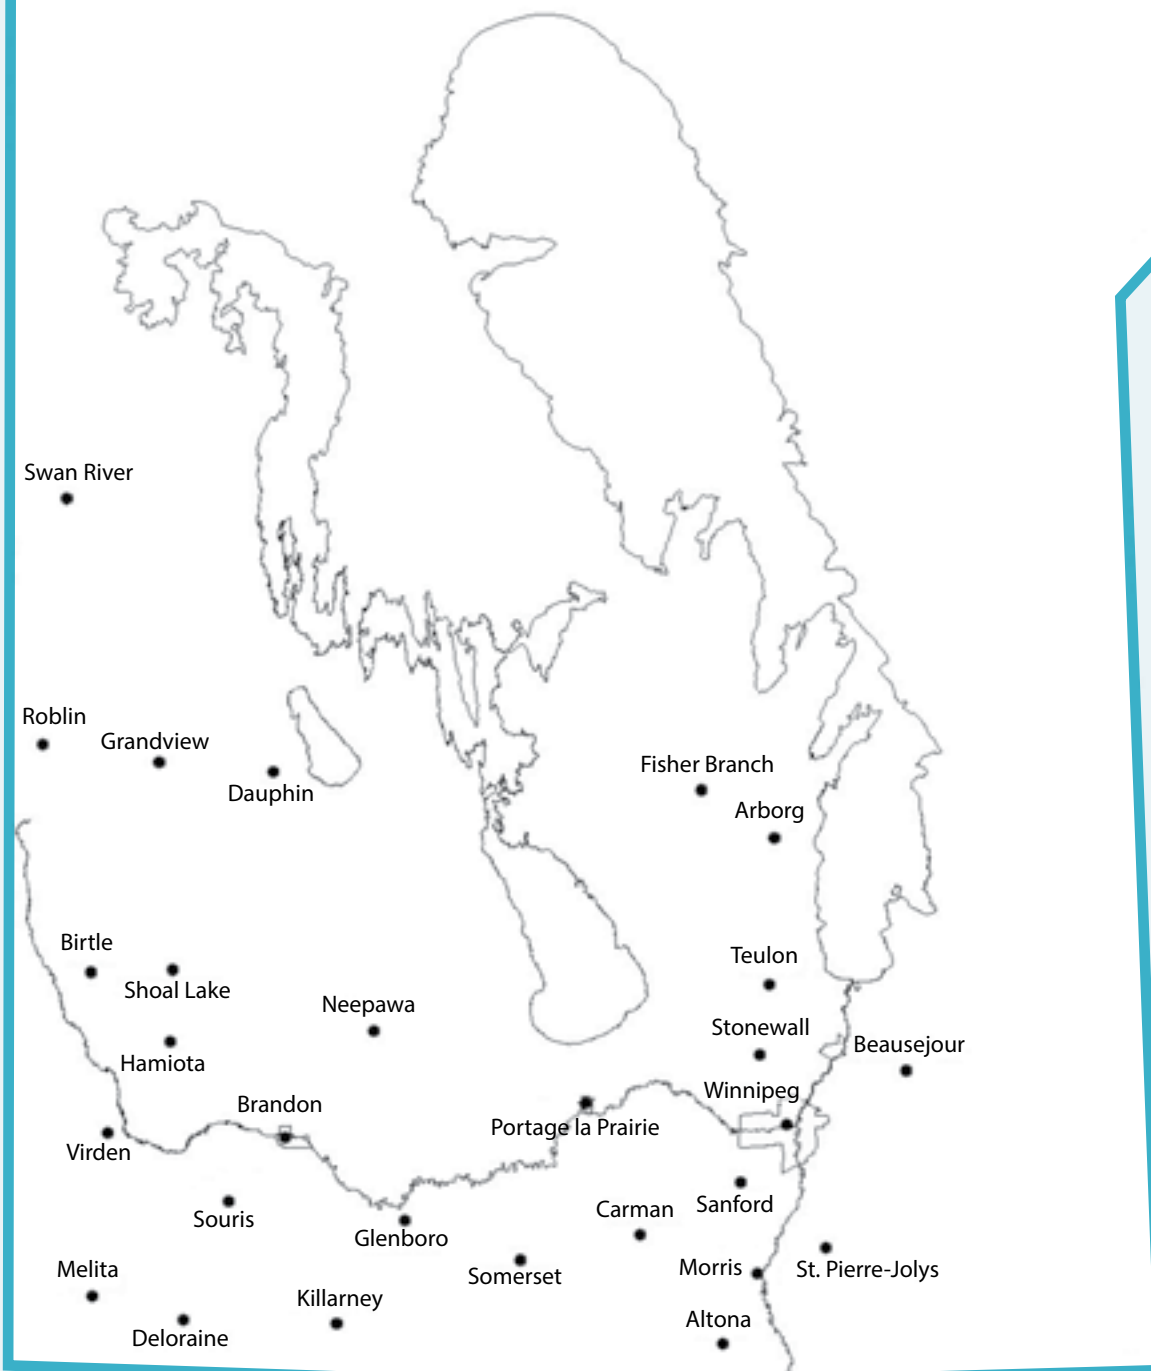 Swan River
Roblin
Grandview
Dauphin
Fisher Branch
Arborg
Birtle
Shoal Lake
Teulon
Neepawa
Stonewall
Hamiota
Beausejour
Winnipeg
Brandon
Portage la Prairie
Virden
Souris
Glenboro
Carman
Sanford
Melita
Somerset
Morris
St. Pierre-Jolys
Killarney
Deloraine
Altona